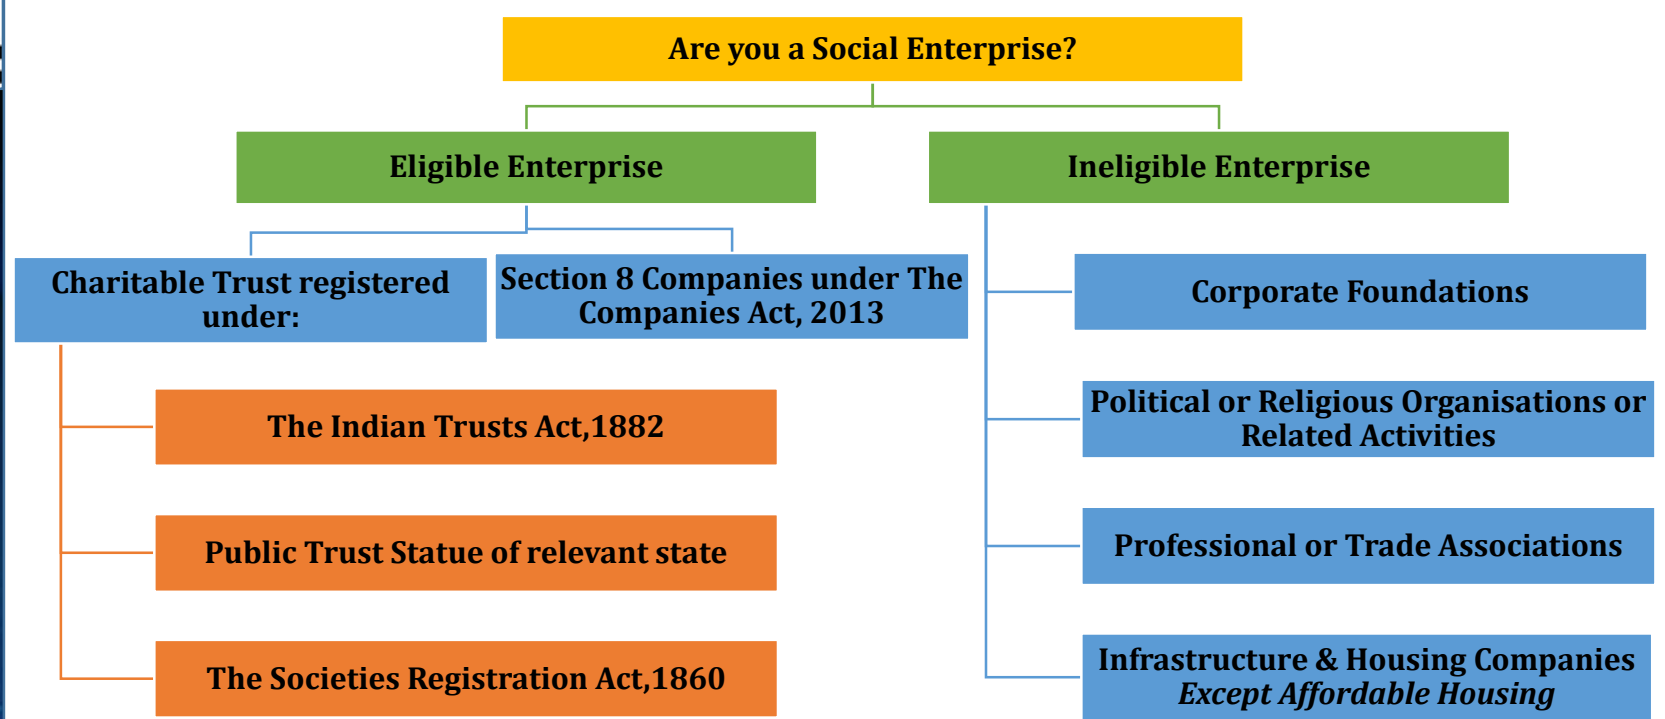 Are you a Social Enterprise?
Eligible Enterprise
Ineligible Enterprise
Charitable Trust registered
under:
Section 8 Companies under The
Companies Act, 2013
The Indian Trusts Act,1882
Public Trust Statue of relevant state
The Societies Registration Act,1860
Corporate Foundations
Political or Religious Organisations or
Related Activities
Professional or Trade Associations
Infrastructure & Housing Companies
Except Affordable Housing